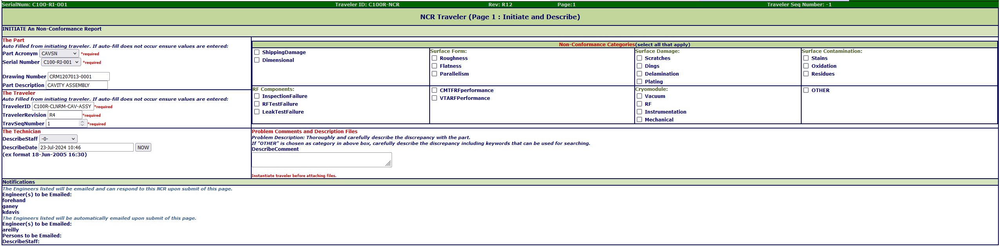 SerialNum: C100-RI-001 Traveler ID: C100R-NCR Rev: R12 Page:1 Traveler Seq Number: -1
NCR Traveler (Page 1 : Initiate and Describe)
INITIATE An Non-Conformance Report
The Part
Auto Filled from initiating traveler. If auto-fill does not occur ensure values are entered:
Part Acronym CAVSN *required
Serial Number C100-RI-001 *required
Drawing Number CRM1207013-0001
Part Description CAVITY ASSEMBLY
The Traveler
Auto Filled from initiating traveler. If auto-fill does not occur ensure values are entered:
TravelerID C100R-CLNRM-CAV-ASSY *required
TravelerRevision R4 *required
TravSeqNumber 1 *required
Non-Conformance Categories(select all that apply)
ShippingDamage
Dimensional
Surface Form:
Roughness
Flatness
Parallelism
Surface Damage:
Scratches
Dings
Delamination
Plating
Surface Contamination:
Stains
Oxidation
Residues
RF Components:
InspectionFailure
RFTestFailure
LeakTestFailure
CMTFRFperformance
VTARFPerformance
Cryomodule:
Vacuum
RF
Instrumentation
Mechanical
OTHER
The Technician
DescribeStaff -0-
DescribeDate 23-Jul-2024 10:46 NOW
(ex format 18-Jun-2005 16:30)
Problem Comments and Description Files
Problem Description: Thoroughly and carefully describe the discrepancy with the part.
If "OTHER" is chosen as category in above box, carefully describe the discrepancy including keywords that can be used for searching.
DescribeComment
Instantiate traveler before attaching files.
Notifications
The Engineers listed will be emailed and can respond to this NCR upon submit of this page.
Engineer(s) to be Emailed:
forehand
ganey
kdavis
The Engineers listed will be automatically emailed upon submit of this page.
Engineer(s) to be Emailed:
areilly
Persons to be Emailed:
DescribeStaff: